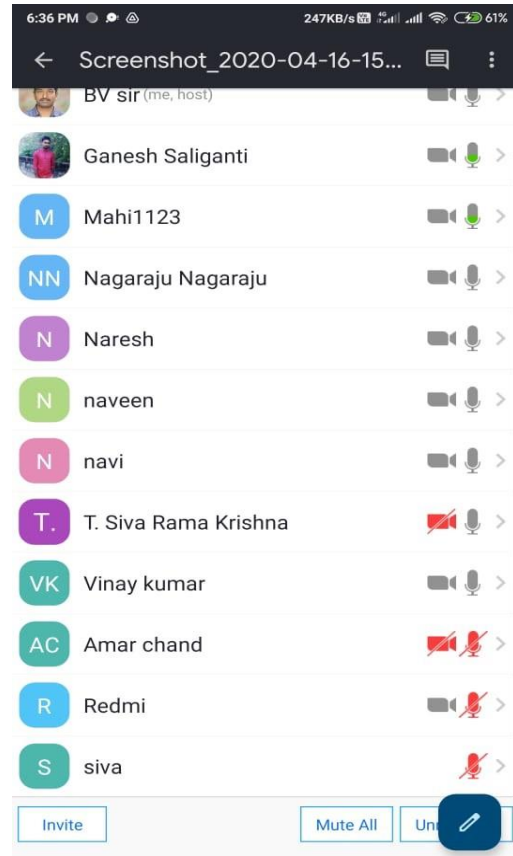 6:36 PM 247KB/s 4G 61%
Screenshot_2020-04-16-15...
BV sir (me, host)
Ganesh Saliganti
M Mahi1123
NN Nagaraju Nagaraju
N Naresh
N naveen
N navi
T. T. Siva Rama Krishna
VK Vinay kumar
AC Amar chand
R Redmi
S siva
Invite Mute All